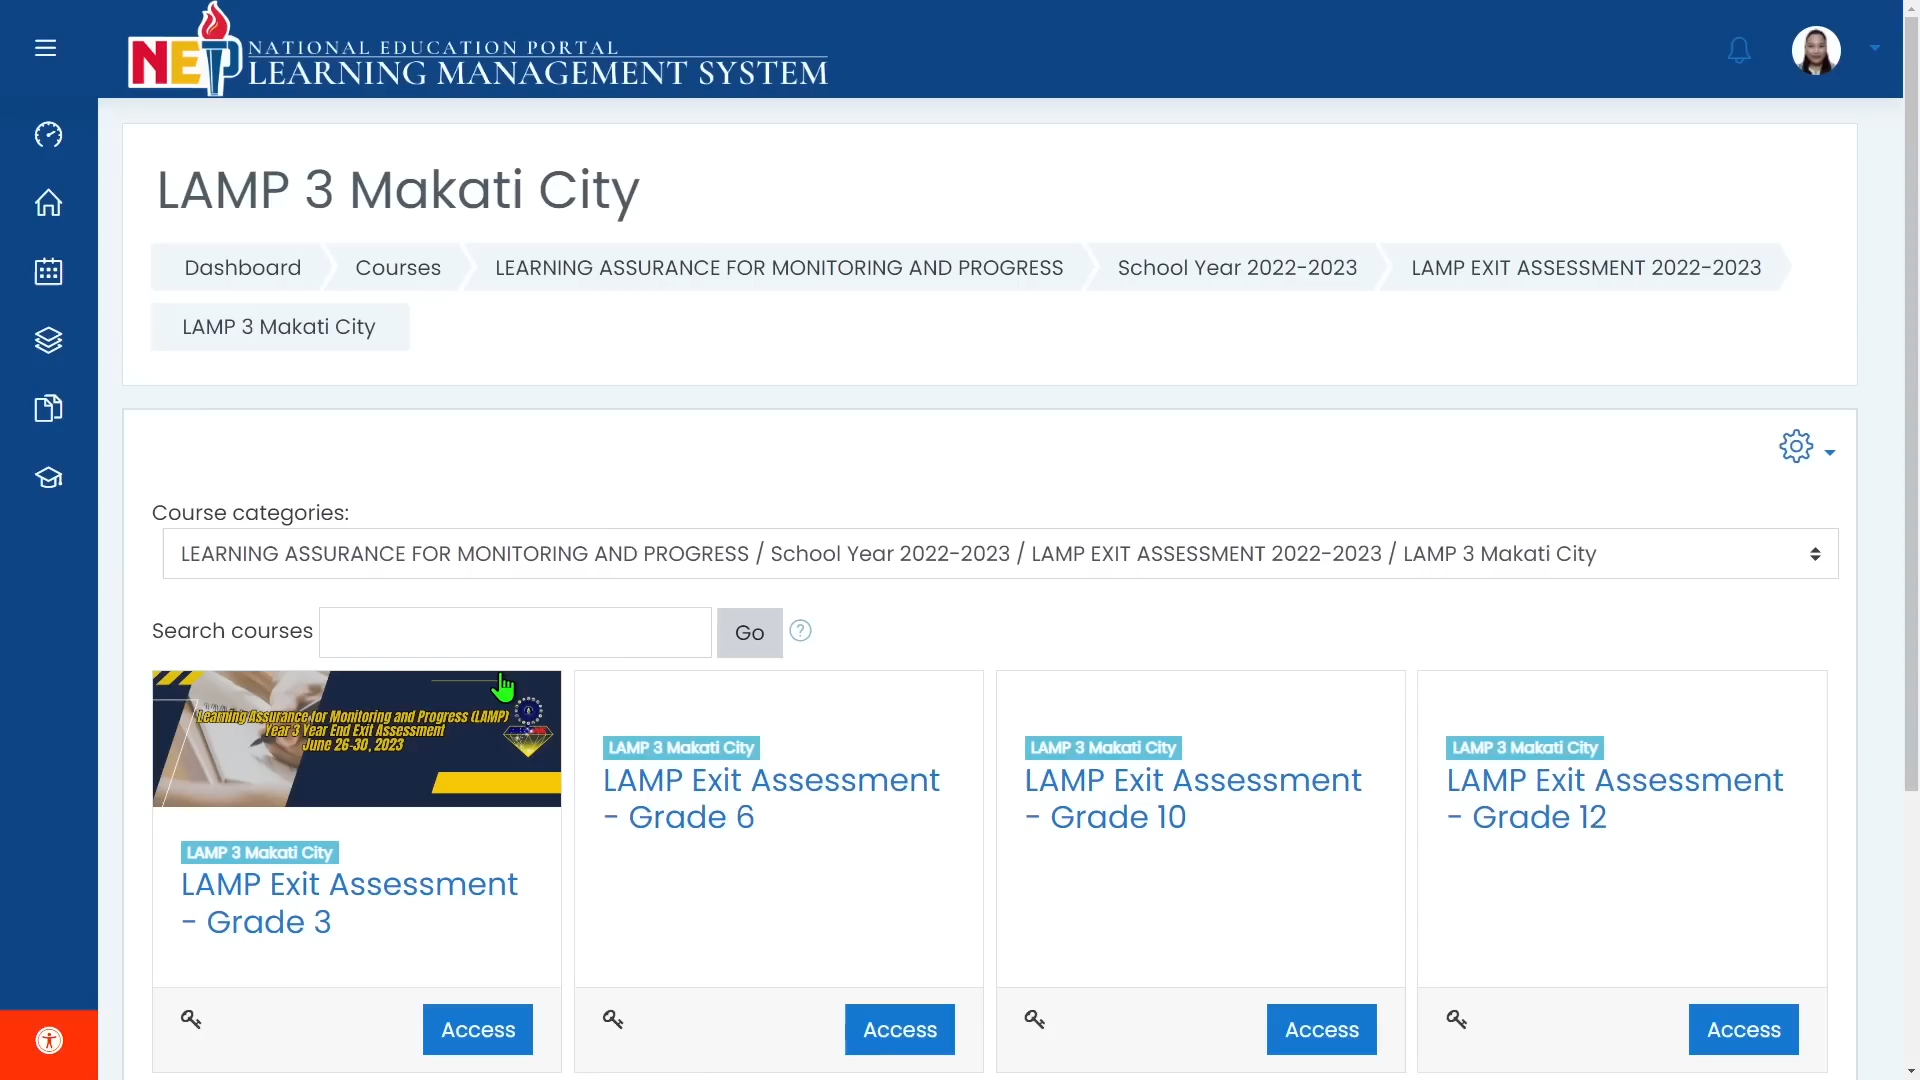 NEP
NATIONAL EDUCATION PORTAL
LEARNING MANAGEMENT SYSTEM
LAMP 3 Makati City
Dashboard
Courses
LEARNING ASSURANCE FOR MONITORING AND PROGRESS
School Year 2022-2023
LAMP EXIT ASSESSMENT 2022-2023
LAMP 3 Makati City
Course categories:
LEARNING ASSURANCE FOR MONITORING AND PROGRESS / School Year 2022-2023 / LAMP EXIT ASSESSMENT 2022-2023 / LAMP 3 Makati City
Search courses
Go
?
Learning Assurance for Monitoring and Progress (LAMP)
Year 3 Year End Exit Assessment
June 26-30, 2023
LAMP 3 Makati City
LAMP Exit Assessment
- Grade 3
Access
LAMP 3 Makati City
LAMP Exit Assessment
- Grade 6
Access
LAMP 3 Makati City
LAMP Exit Assessment
- Grade 10
Access
LAMP 3 Makati City
LAMP Exit Assessment
- Grade 12
Access